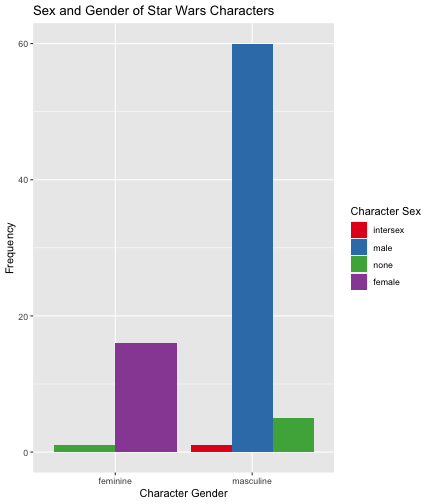 Sex and Gender of Star Wars Characters
60
40
20
0
Frequency
feminine
masculine
Character Gender
Character Sex
intersex
male
none
female